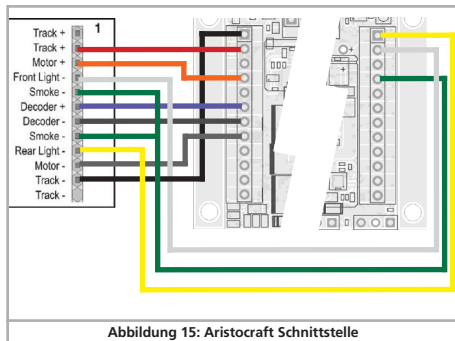 1
Track +
Track +
Motor +
Front Light -
Smoke -
Decoder +
Decoder -
Smoke -
Rear Light -
Motor -
Track -
Track -
Abbildung 15: Aristocraft Schnittstelle